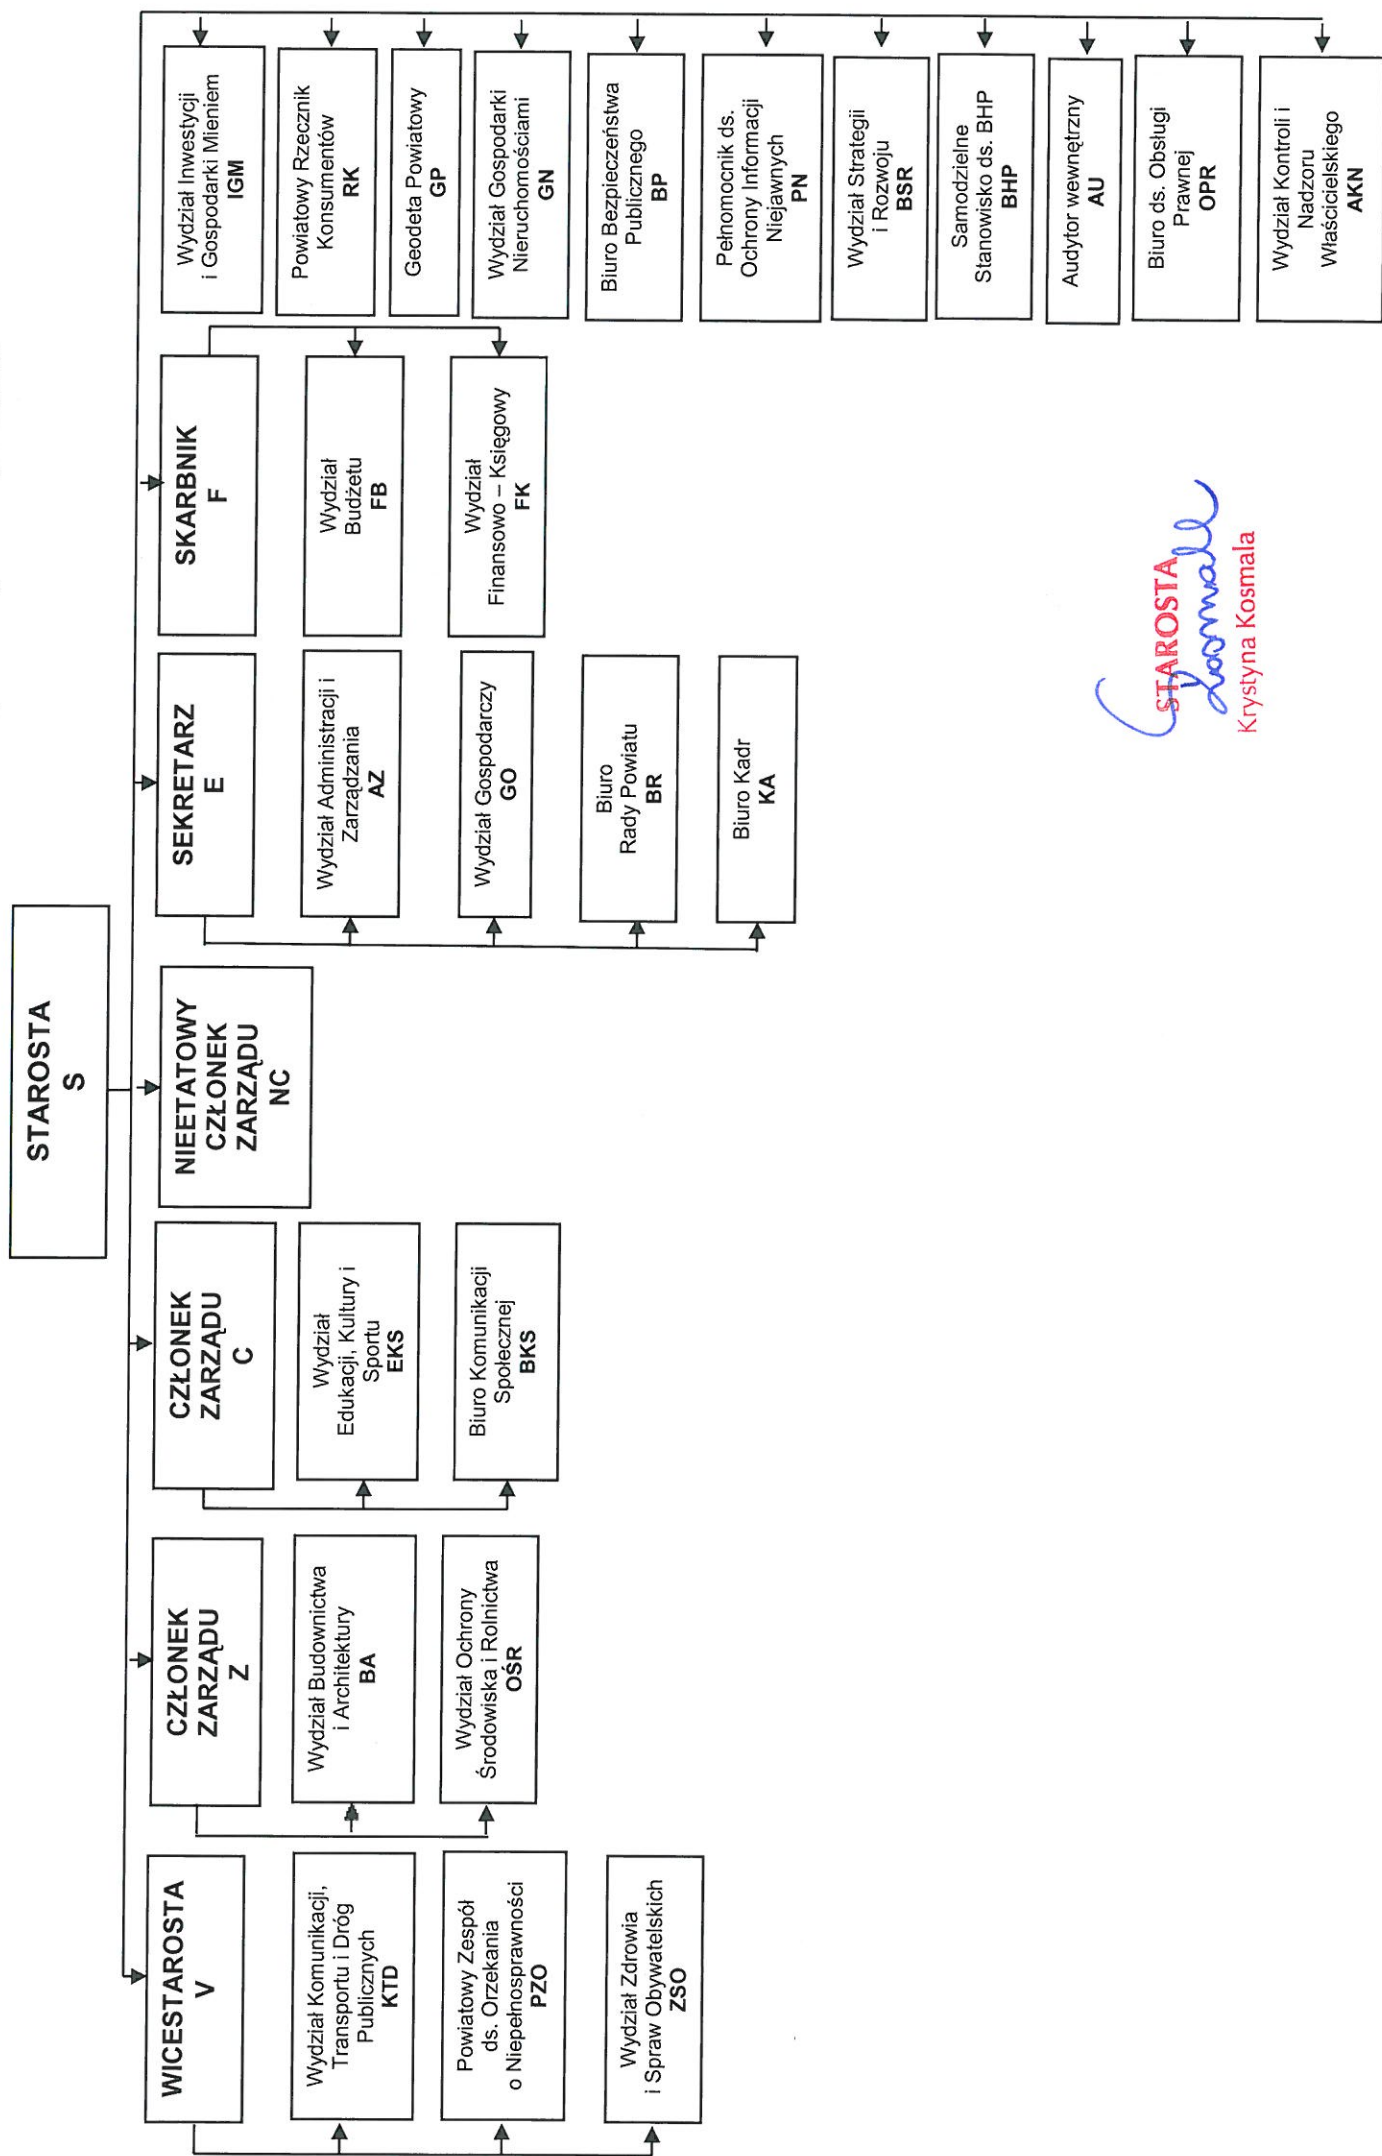 STAROSTA
S
WICESTAROSTA
V
Wydział Komunikacji,
Transportu i Dróg
Publicznych
KTD
Powiatowy Zespół
ds. Orzekania
o Niepełnosprawności
PZO
Wydział Zdrowia
i Spraw Obywatelskich
ZSO
CZŁONEK
ZARZĄDU
Z
Wydział Budownictwa
i Architektury
BA
Wydział Ochrony
Środowiska i Rolnictwa
OŚR
CZŁONEK
ZARZĄDU
C
Wydział
Edukacji, Kultury i
Sportu
EKS
Biuro Komunikacji
Społecznej
BKS
NIEETATOWY
CZŁONEK
ZARZĄDU
NC
SEKRETARZ
E
Wydział Administracji i
Zarządzania
AZ
Wydział Gospodarczy
GO
Biuro
Rady Powiatu
BR
Biuro Kadr
KA
SKARBNIK
F
Wydział
Budżetu
FB
Wydział
Finansowo – Księgowy
FK
Wydział Inwestycji
i Gospodarki Mieniem
IGM
Powiatowy Rzecznik
Konsumentów
RK
Geodeta Powiatowy
GP
Wydział Gospodarki
Nieruchomościami
GN
Biuro Bezpieczeństwa
Publicznego
BP
Pełnomocnik ds.
Ochrony Informacji
Niejawnych
PN
Wydział Strategii
i Rozwoju
BSR
Samodzielne
Stanowisko ds. BHP
BHP
Audytor wewnętrzny
AU
Biuro ds. Obsługi
Prawnej
OPR
Wydział Kontroli i
Nadzoru
Właścicielskiego
AKN
STAROSTA
Kosmala
Krystyna Kosmala